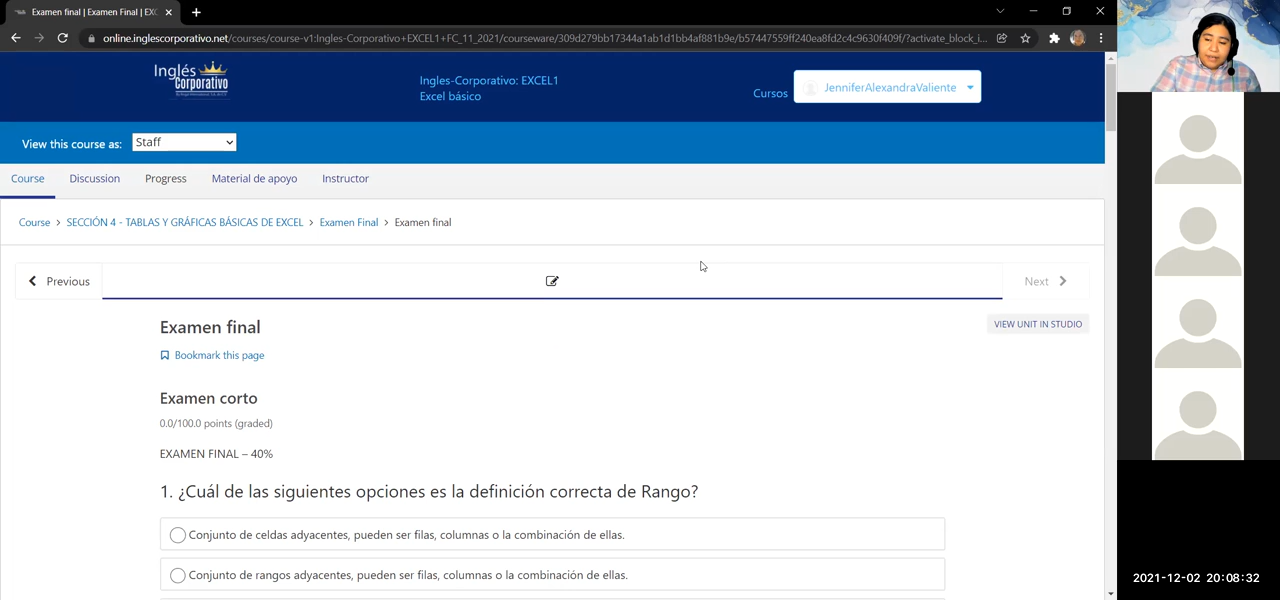 Examen final | Examen Final | EXC
online.inglescorporativo.net/courses/course-v1:Ingles-Corporativo+EXCEL1+FC_11_2021/courseware/309d279bb17344a1ab1d1bb4af881b9e/b57447559ff240ea8fd2c4c9630f409f/?activate_block_i...
Inglés
Corporativo
Ingles-Corporativo: EXCEL1
Excel básico
Cursos
JenniferAlexandraValiente
View this course as:
Staff
Course
Discussion
Progress
Material de apoyo
Instructor
Course > SECCIÓN 4 - TABLAS Y GRÁFICAS BÁSICAS DE EXCEL > Examen Final > Examen final
Previous
Next
Examen final
VIEW UNIT IN STUDIO
Bookmark this page
Examen corto
0.0/100.0 points (graded)
EXAMEN FINAL – 40%
1. ¿Cuál de las siguientes opciones es la definición correcta de Rango?
Conjunto de celdas adyacentes, pueden ser filas, columnas o la combinación de ellas.
Conjunto de rangos adyacentes, pueden ser filas, columnas o la combinación de ellas.
2021-12-02 20:08:32